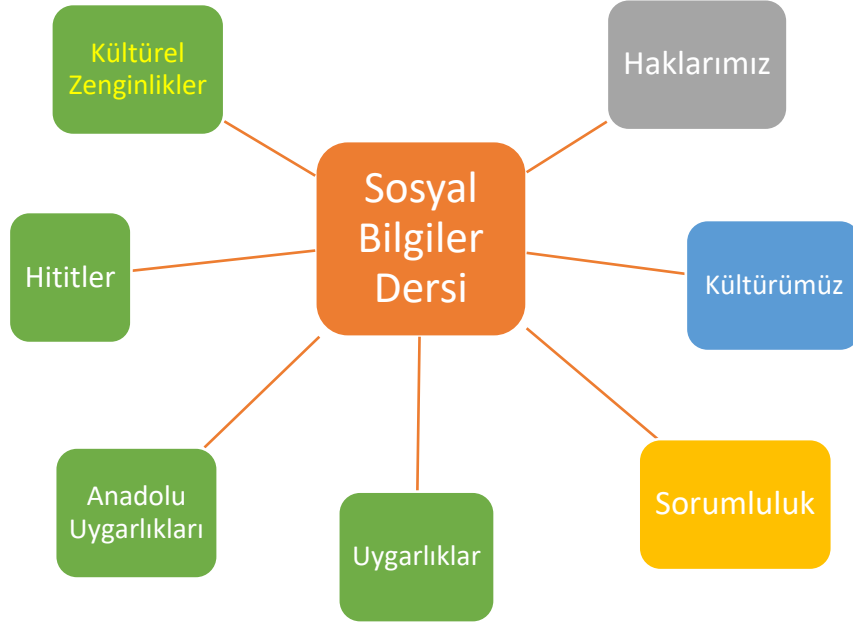 Kültürel
Zenginlikler
Haklarımız
Sosyal
Bilgiler
Dersi
Hititler
Kültürümüz
Anadolu
Uygarlıkları
Uygarlıklar
Sorumluluk